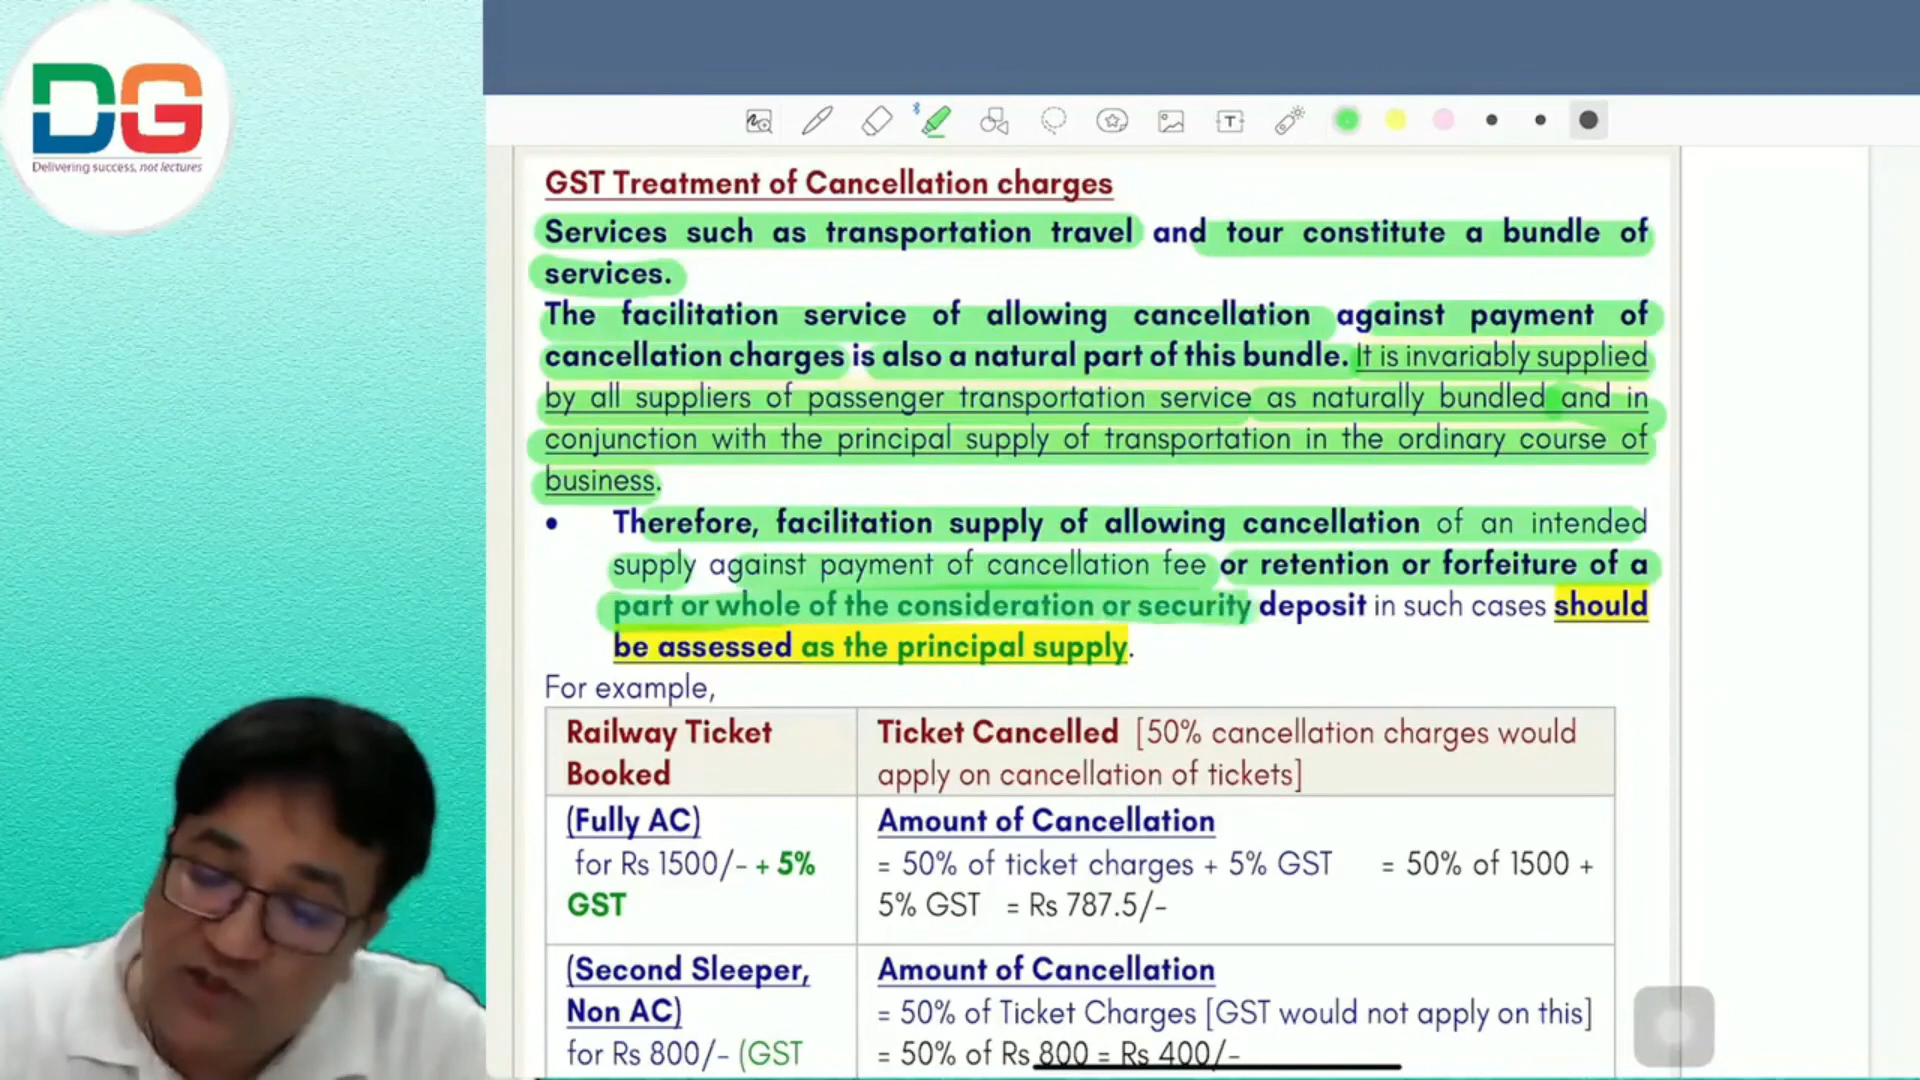 DG
Delivering success, not lectures
T
GST Treatment of Cancellation charges
Services such as transportation travel and tour constitute a bundle of
services.
The facilitation service of allowing cancellation against payment of
cancellation charges is also a natural part of this bundle. It is invariably supplied
by all suppliers of passenger transportation service as naturally bundled and in
conjunction with the principal supply of transportation in the ordinary course of
business.
• Therefore, facilitation supply of allowing cancellation of an intended
supply against payment of cancellation fee or retention or forfeiture of a
part or whole of the consideration or security deposit in such cases should
be assessed as the principal supply.
For example,
Railway Ticket
Booked
Ticket Cancelled [50% cancellation charges would
apply on cancellation of tickets]
(Fully AC)
for Rs 1500/- + 5%
GST
Amount of Cancellation
= 50% of ticket charges + 5% GST = 50% of 1500 +
5% GST = Rs 787.5/-
(Second Sleeper,
Non AC)
for Rs 800/- (GST
Amount of Cancellation
= 50% of Ticket Charges [GST would not apply on this]
= 50% of Rs 800 = Rs 400/-